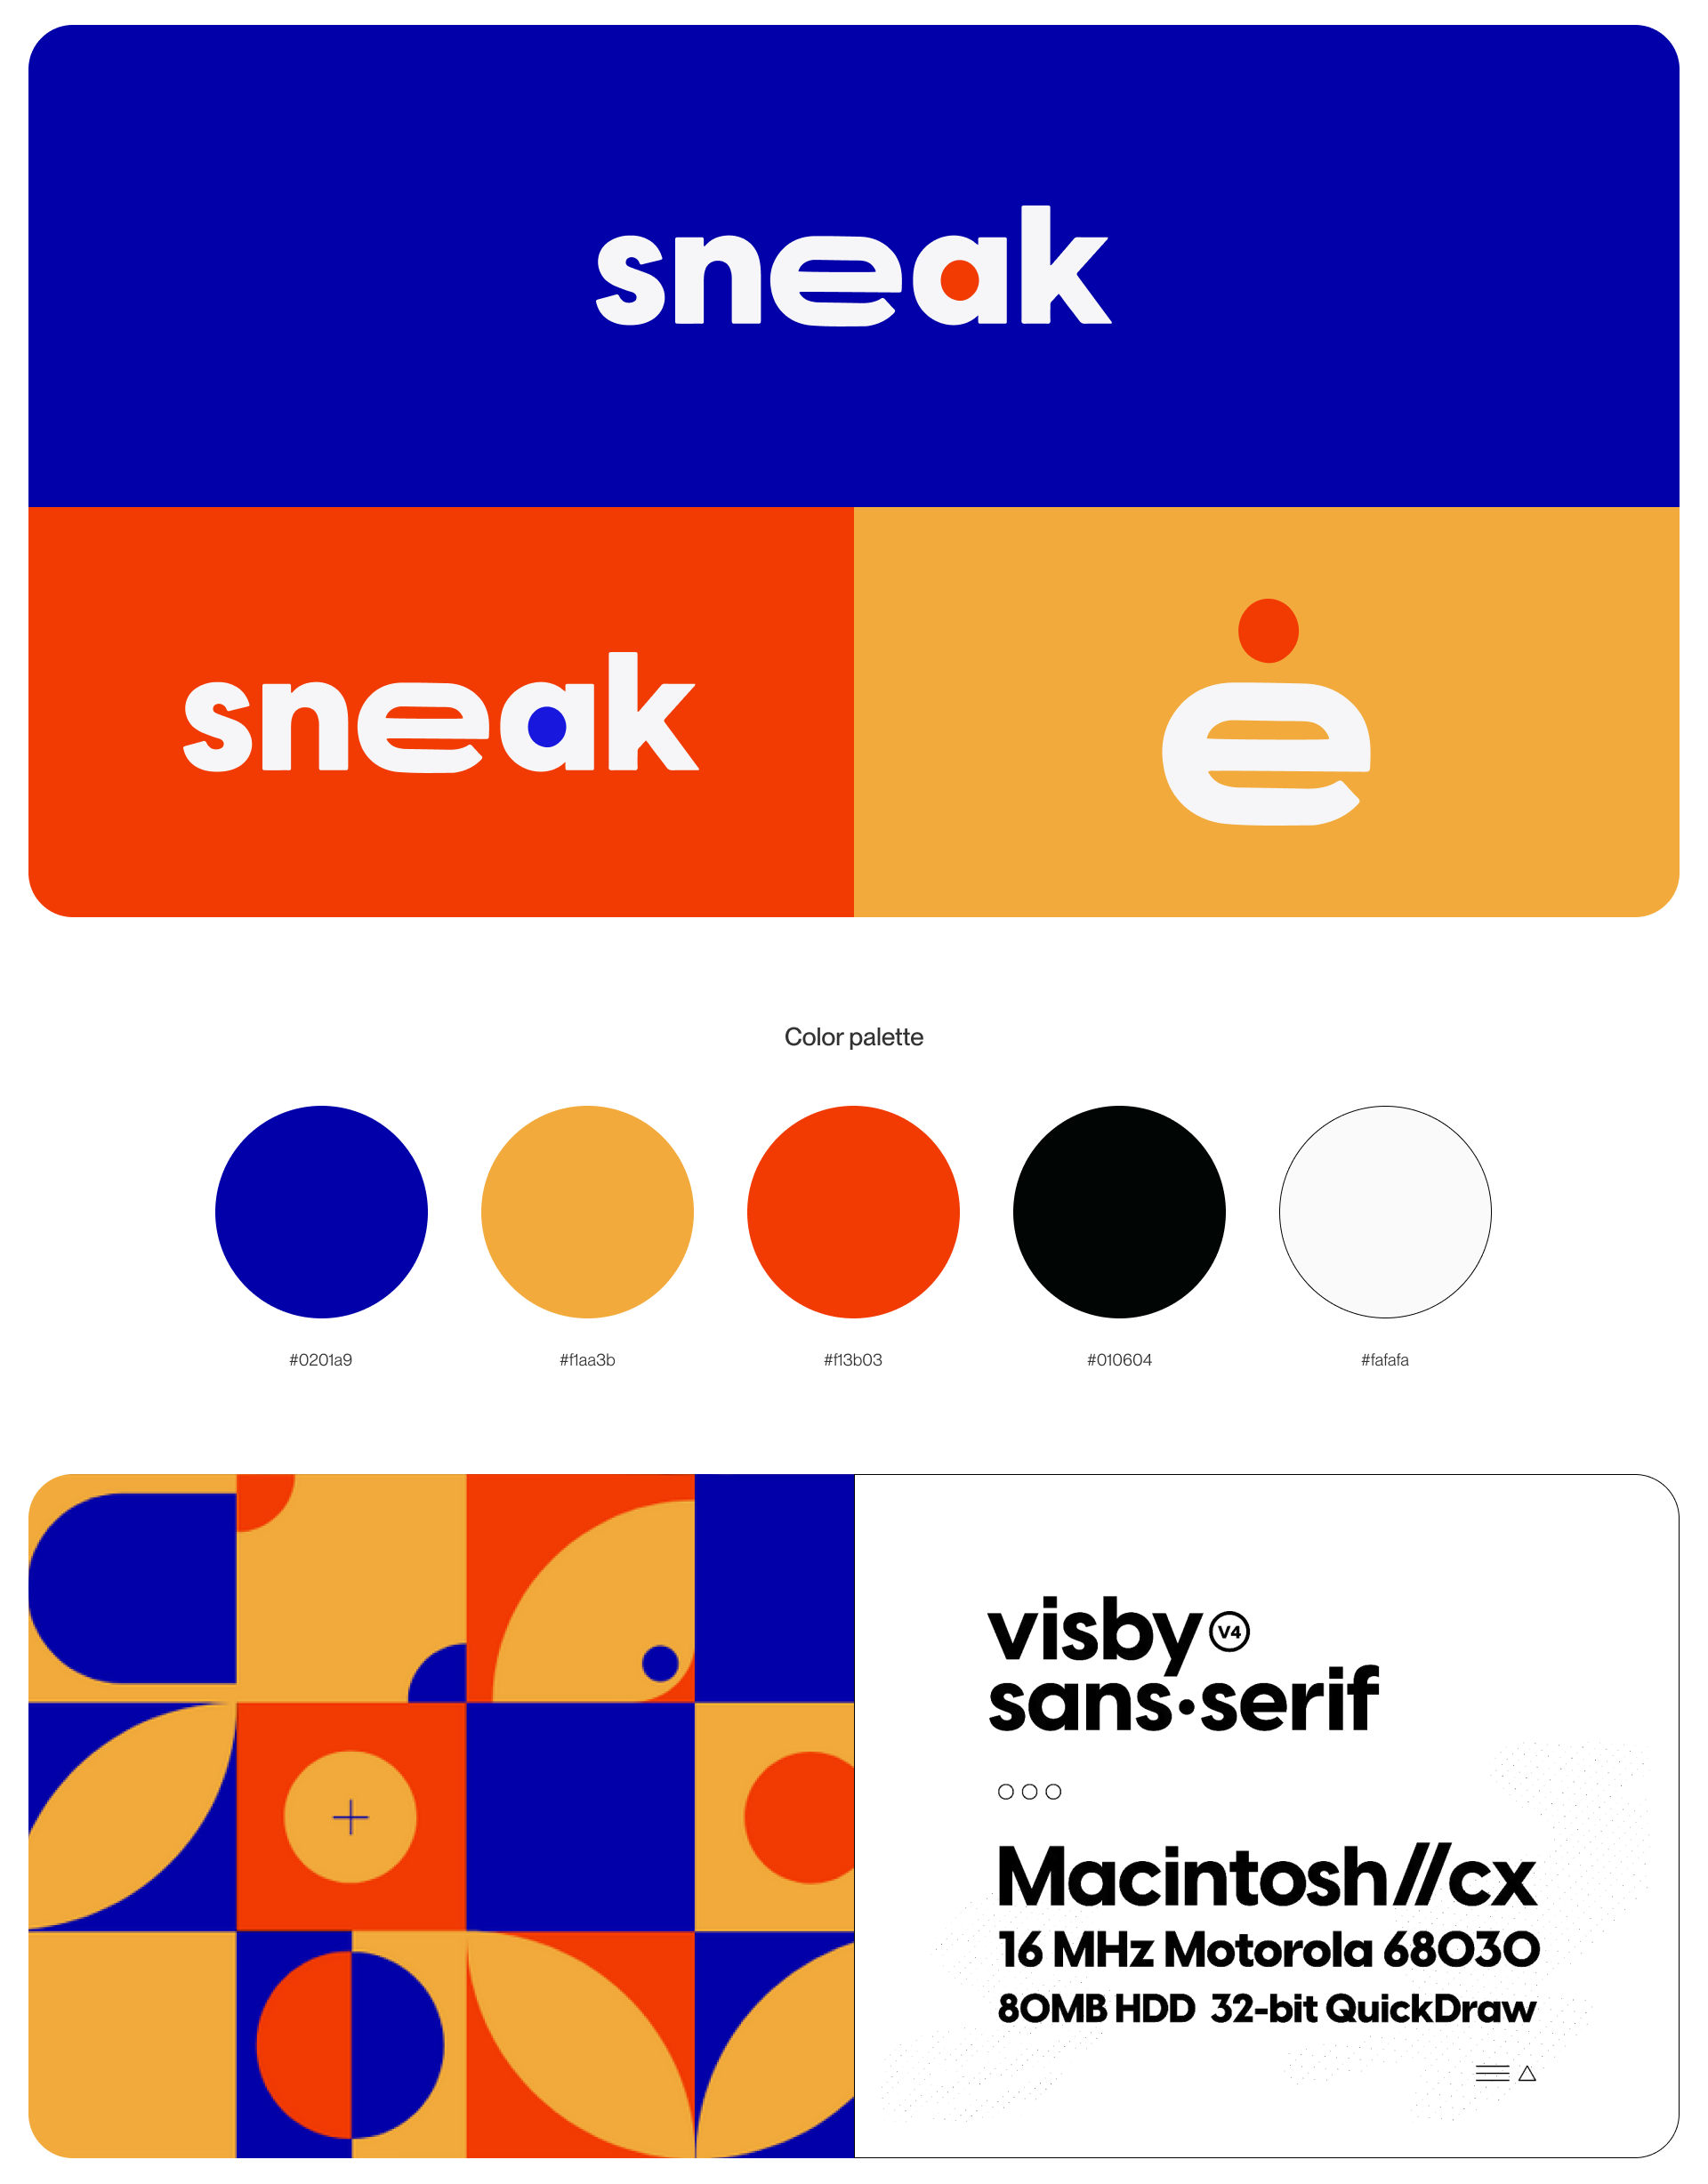 sneak
sneak
ė
Color palette
#0201a9 #f1aa3b #f13b03 #010604 #fafafa
visby V4
sans·serif
Macintosh//cx
16 MHz Motorola 68030
80MB HDD 32-bit QuickDraw